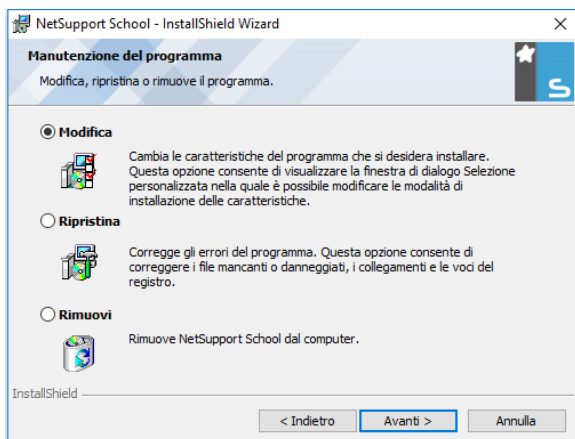 NetSupport School - InstallShield Wizard
Manutenzione del programma
Modifica, ripristina o rimuove il programma.
S
Modifica
Cambia le caratteristiche del programma che si desidera installare.
Questa opzione consente di visualizzare la finestra di dialogo Selezione
personalizzata nella quale è possibile modificare le modalità di
installazione delle caratteristiche.
Ripristina
Corregge gli errori del programma. Questa opzione consente di
correggere i file mancanti o danneggiati, i collegamenti e le voci del
registro.
Rimuovi
Rimuove NetSupport School dal computer.
InstallShield
< Indietro
Avanti >
Annulla